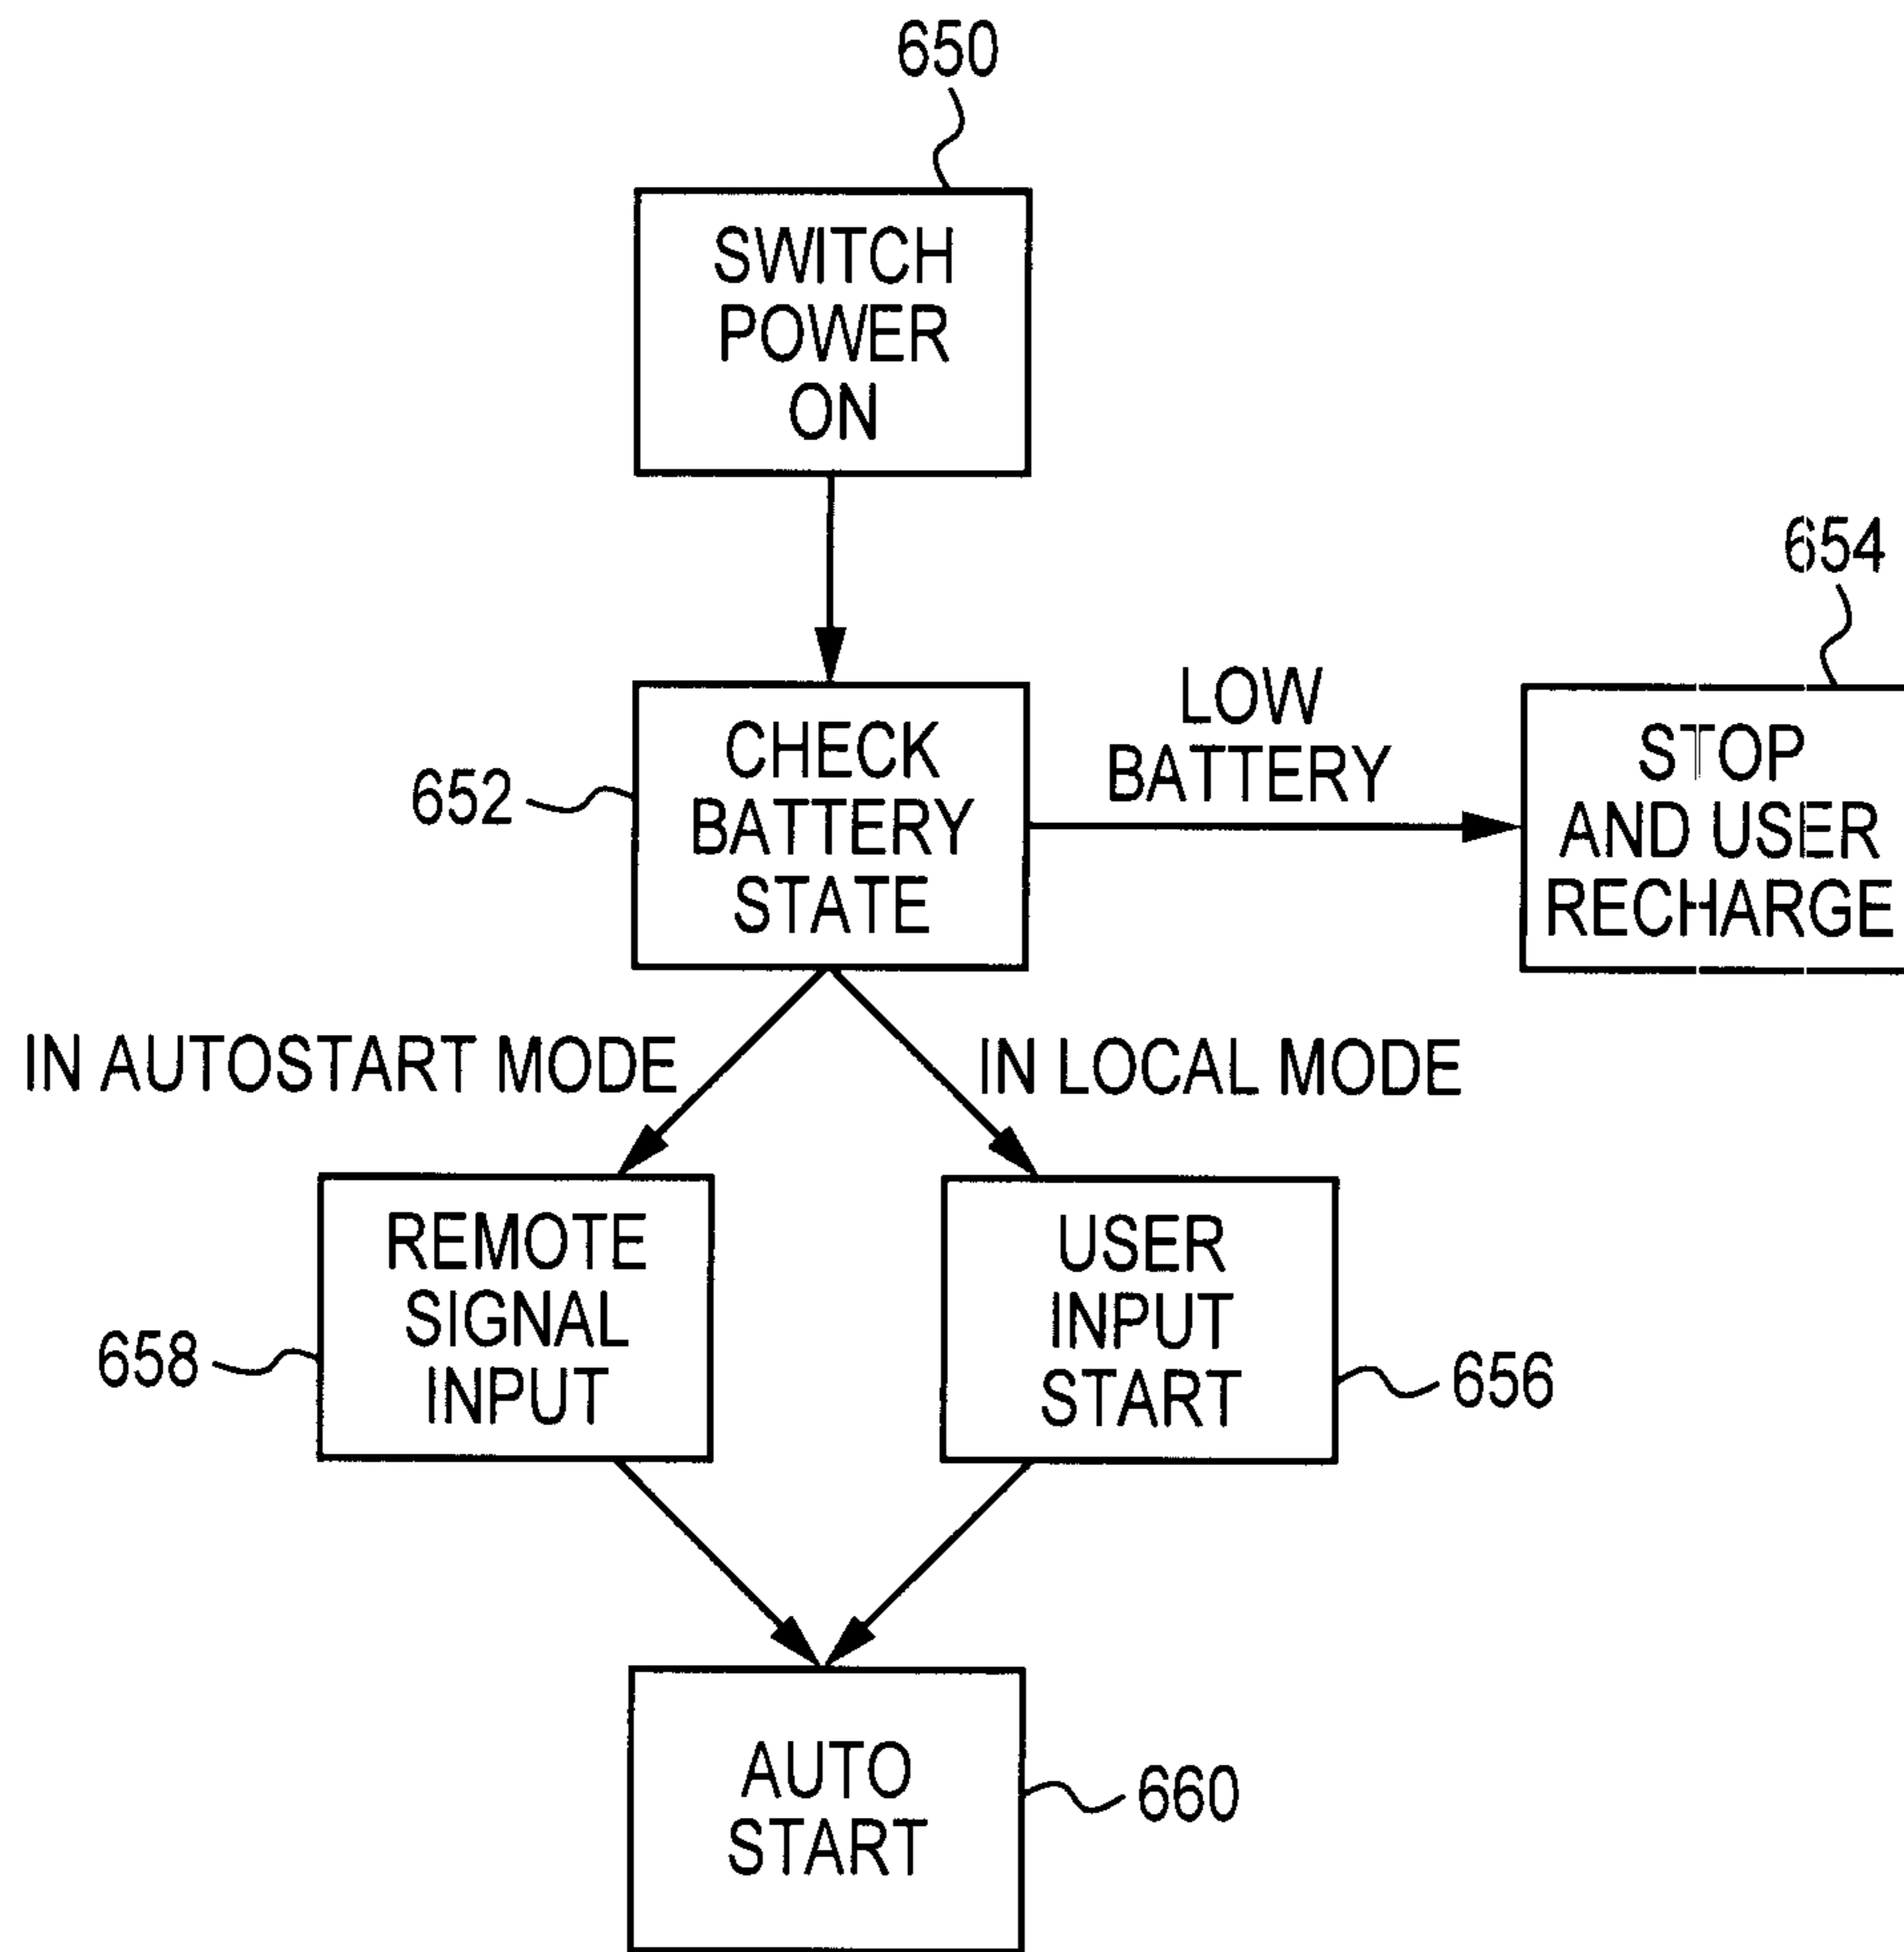 650
SWITCH
POWER
ON
654
LOW
BATTERY
652
CHECK
BATTERY
STATE
STOP
AND USER
RECHARGE
IN AUTOSTART MODE
IN LOCAL MODE
658
REMOTE
SIGNAL
INPUT
USER
INPUT
START
656
AUTO
START
660